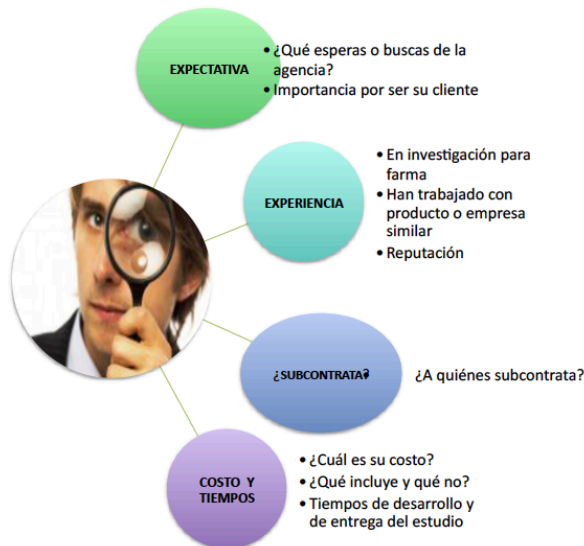 EXPECTATIVA
• ¿Qué esperas o buscas de la
agencia?
• Importancia por ser su cliente
EXPERIENCIA
• En investigación para
farma
• Han trabajado con
producto o empresa
similar
• Reputación
¿SUBCONTRATA?
¿A quiénes subcontrata?
COSTO Y
TIEMPOS
• ¿Cuál es su costo?
• ¿Qué incluye y qué no?
• Tiempos de desarrollo y
de entrega del estudio